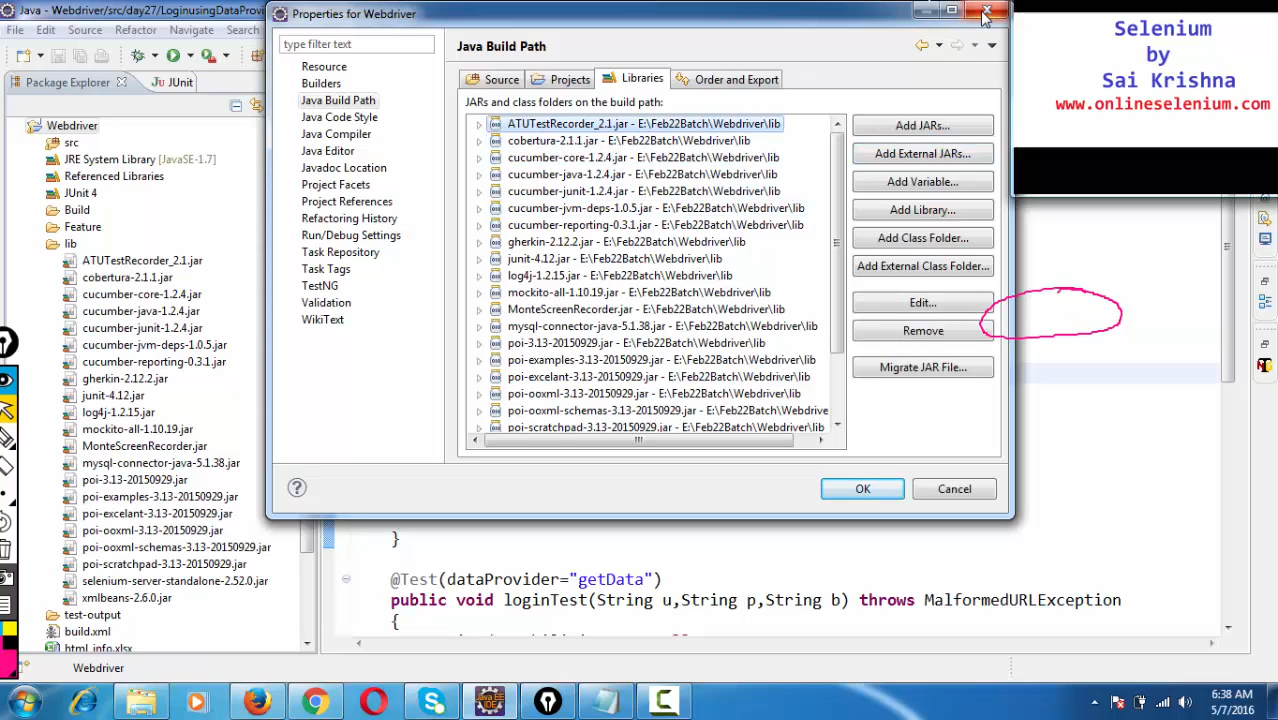 Java - Webdriver/src/day27/LoginusingDataProvi
Properties for Webdriver
File Edit Source Refactor Navigate Search
Package Explorer
JUnit
Webdriver
src
JRE System Library [JavaSE-1.7]
Referenced Libraries
JUnit 4
Build
Feature
lib
ATUTestRecorder_2.1.jar
cobertura-2.1.1.jar
cucumber-core-1.2.4.jar
cucumber-java-1.2.4.jar
cucumber-junit-1.2.4.jar
cucumber-jvm-deps-1.0.5.jar
cucumber-reporting-0.3.1.jar
gherkin-2.12.2.jar
junit-4.12.jar
log4j-1.2.15.jar
mockito-all-1.10.19.jar
MonteScreenRecorder.jar
mysql-connector-java-5.1.38.jar
poi-3.13-20150929.jar
poi-examples-3.13-20150929.jar
poi-excelant-3.13-20150929.jar
poi-ooxml-3.13-20150929.jar
poi-ooxml-schemas-3.13-20150929.jar
poi-scratchpad-3.13-20150929.jar
selenium-server-standalone-2.52.0.jar
xmlbeans-2.6.0.jar
test-output
build.xml
html_info.xlsx
Webdriver
type filter text
Resource
Builders
Java Build Path
Java Code Style
Java Compiler
Java Editor
Javadoc Location
Project Facets
Project References
Refactoring History
Run/Debug Settings
Task Repository
Task Tags
TestNG
Validation
WikiText
Java Build Path
Source
Projects
Libraries
Order and Export
JARs and class folders on the build path:
ATUTestRecorder_2.1.jar - E:\Feb22Batch\Webdriver\lib
cobertura-2.1.1.jar - E:\Feb22Batch\Webdriver\lib
cucumber-core-1.2.4.jar - E:\Feb22Batch\Webdriver\lib
cucumber-java-1.2.4.jar - E:\Feb22Batch\Webdriver\lib
cucumber-junit-1.2.4.jar - E:\Feb22Batch\Webdriver\lib
cucumber-jvm-deps-1.0.5.jar - E:\Feb22Batch\Webdriver\lib
cucumber-reporting-0.3.1.jar - E:\Feb22Batch\Webdriver\lib
gherkin-2.12.2.jar - E:\Feb22Batch\Webdriver\lib
junit-4.12.jar - E:\Feb22Batch\Webdriver\lib
log4j-1.2.15.jar - E:\Feb22Batch\Webdriver\lib
mockito-all-1.10.19.jar - E:\Feb22Batch\Webdriver\lib
MonteScreenRecorder.jar - E:\Feb22Batch\Webdriver\lib
mysql-connector-java-5.1.38.jar - E:\Feb22Batch\Webdriver\lib
poi-3.13-20150929.jar - E:\Feb22Batch\Webdriver\lib
poi-examples-3.13-20150929.jar - E:\Feb22Batch\Webdriver\lib
poi-excelant-3.13-20150929.jar - E:\Feb22Batch\Webdriver\lib
poi-ooxml-3.13-20150929.jar - E:\Feb22Batch\Webdriver\lib
poi-ooxml-schemas-3.13-20150929.jar - E:\Feb22Batch\Webdrive
poi-scratchpad-3.13-20150929.jar - E:\Feb22Batch\Webdriver\lib
Add JARs...
Add External JARs...
Add Variable...
Add Library...
Add Class Folder...
Add External Class Folder...
Edit...
Remove
Migrate JAR File...
OK
Cancel
Selenium
by
Sai Krishna
www.onlineselenium.com
}
@Test(dataProvider="getData")
public void loginTest(String u,String p,String b) throws MalformedURLException
{
6:38 AM
5/7/2016